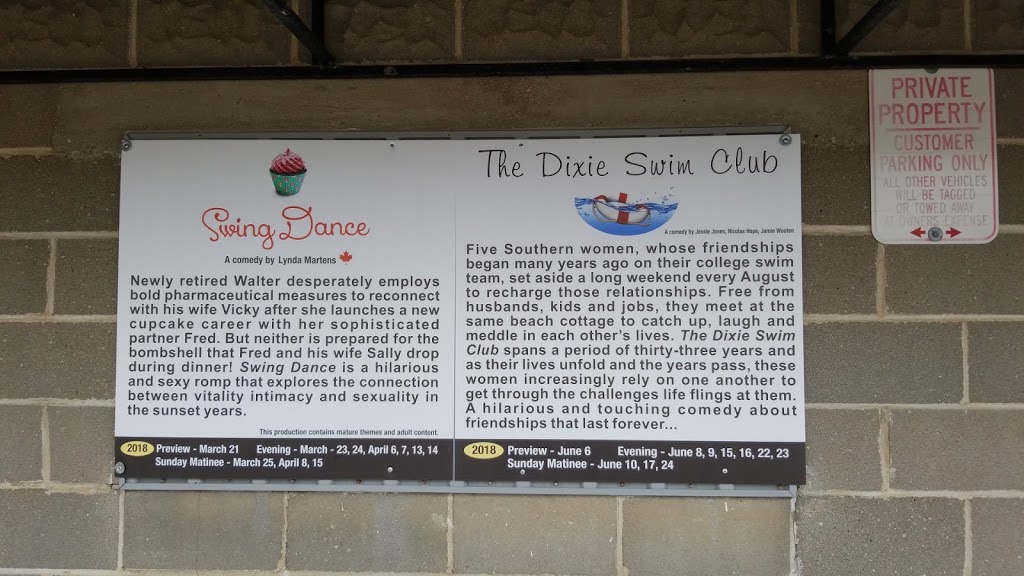 Swing Dance
A comedy by Lynda Martens
Newly retired Walter desperately employs
bold pharmaceutical measures to reconnect
with his wife Vicky after she launches a new
cupcake career with her sophisticated
partner Fred. But neither is prepared for the
bombshell that Fred and his wife Sally drop
during dinner! Swing Dance is a hilarious
and sexy romp that explores the connection
between vitality intimacy and sexuality in
the sunset years.
This production contains mature themes and adult content.
2018 Preview - March 21 Evening - March - 23, 24, April 6, 7, 13, 14
Sunday Matinee - March 25, April 8, 15
The Dixie Swim Club
A comedy by Jessie Jones, Nicolas Hope, Jamie Wooten
Five Southern women, whose friendships
began many years ago on their college swim
team, set aside a long weekend every August
to recharge those relationships. Free from
husbands, kids and jobs, they meet at the
same beach cottage to catch up, laugh and
meddle in each other's lives. The Dixie Swim
Club spans a period of thirty-three years and
as their lives unfold and the years pass, these
women increasingly rely on one another to
get through the challenges life flings at them.
A hilarious and touching comedy about
friendships that last forever...
2018 Preview - June 6 Evening - June 8, 9, 15, 16, 22, 23
Sunday Matinee - June 10, 17, 24
PRIVATE
PROPERTY
CUSTOMER
PARKING ONLY
ALL OTHER VEHICLES
WILL BE TAGGED
OR TOWED AWAY
AT OWNERS EXPENSE